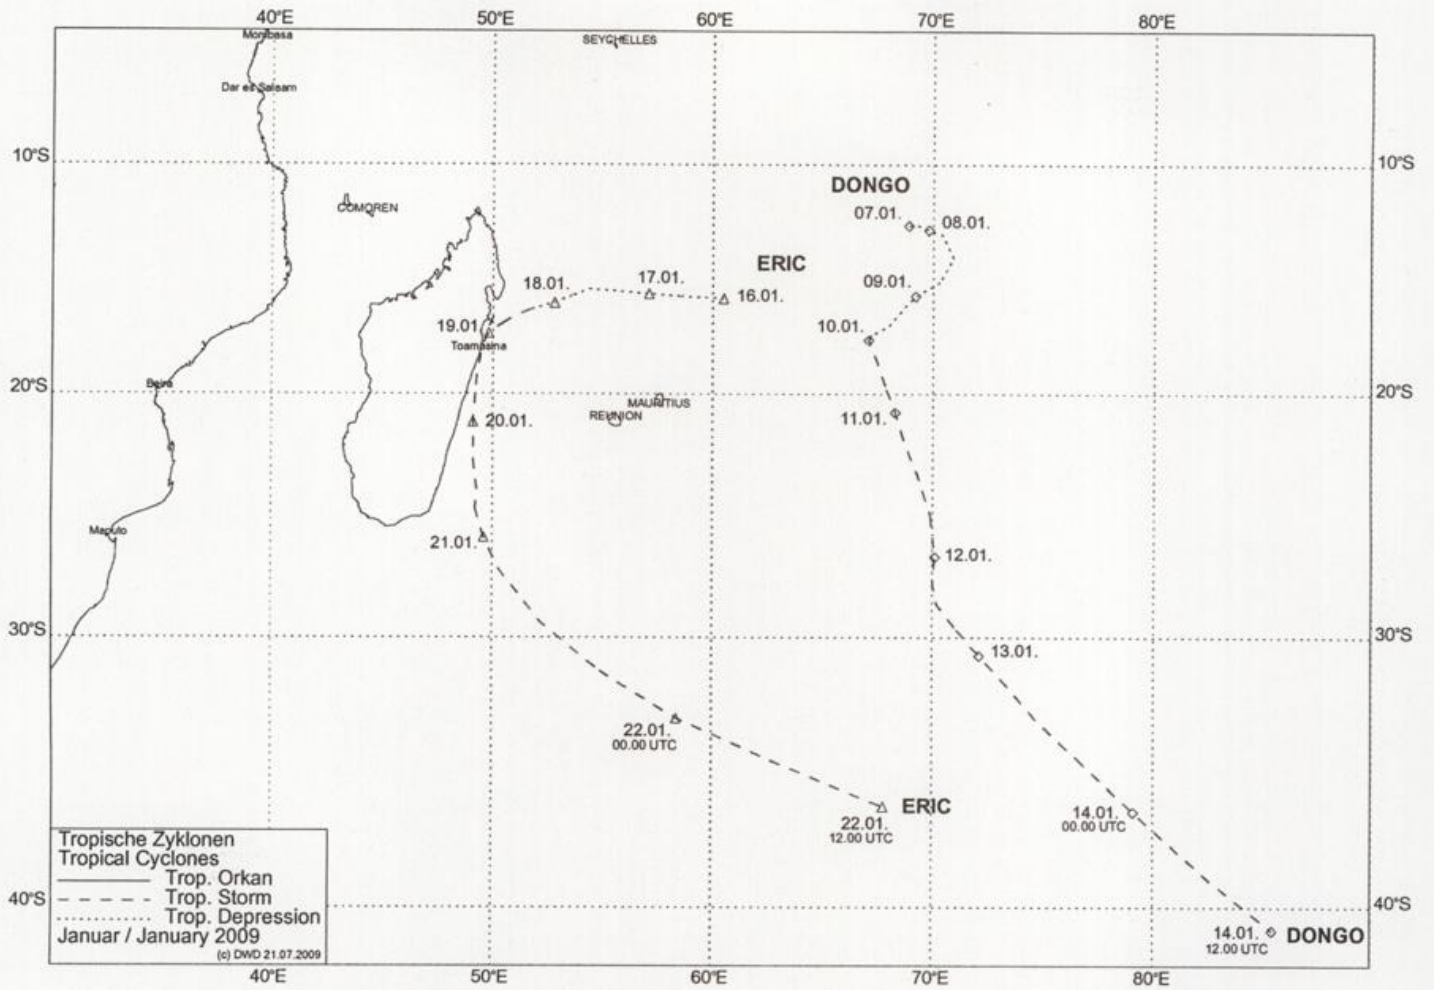 40°E 50°E 60°E 70°E 80°E
Mombasa
SEYCHELLES
Dar es Salaam
10°S 10°S
DONGO
COMOREN
07.01. 08.01.
ERIC
18.01. 17.01. 16.01. 09.01.
19.01. 10.01.
Toamasina
Beira
20°S 20°S
MAURITIUS
REUNION
20.01. 11.01.
Maputo
21.01. 12.01.
30°S 30°S
13.01.
22.01.
00.00 UTC
ERIC
22.01.
12.00 UTC
14.01.
00.00 UTC
Tropische Zyklonen
Tropical Cyclones
Trop. Orkan
Trop. Storm
Trop. Depression
Januar / January 2009
(c) DWD 21.07.2009
40°S 40°S
14.01. DONGO
12.00 UTC
40°E 50°E 60°E 70°E 80°E